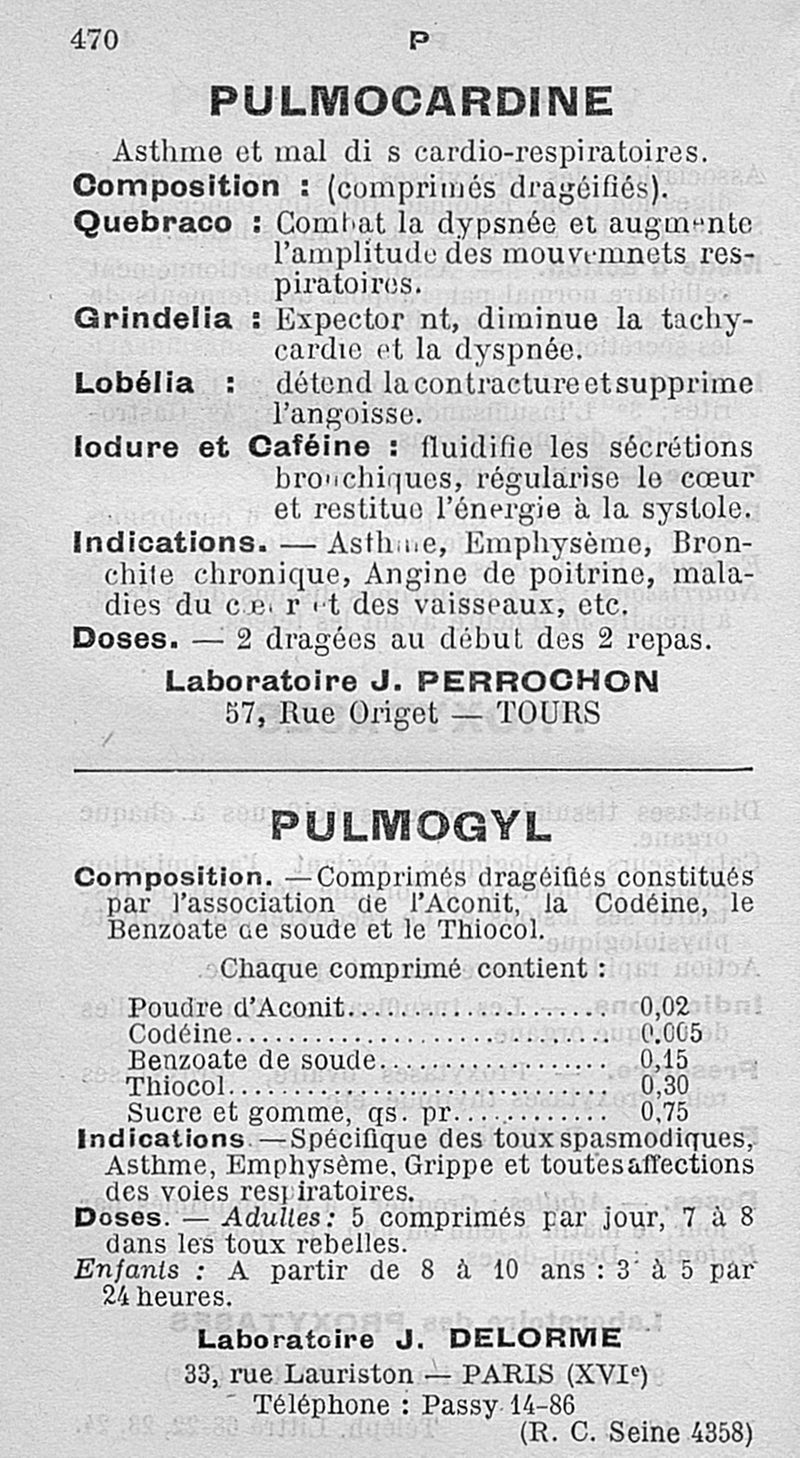 470 P
PULMOCARDINE
Asthme et mal di s cardio-respiratoires.
Composition : (comprimés dragéifiés).
Quebraco : Combat la dypsnée et augmente
l'amplitude des mouvemnets res-
piratoires.
Grindelia : Expector nt, diminue la tachy-
cardie et la dyspnée.
Lobélia : détend la contracture et supprime
l'angoisse.
Iodure et Caféine : fluidifie les sécrétions
bronchiques, régularise le cœur
et restitue l'énergie à la systole.
Indications. — Asthme, Emphysème, Bron-
chite chronique, Angine de poitrine, mala-
dies du cœur et des vaisseaux, etc.
Doses. — 2 dragées au début des 2 repas.
Laboratoire J. PERROCHON
57, Rue Origet — TOURS
PULMOGYL
Composition. — Comprimés dragéifiés constitués
par l'association de l'Aconit, la Codéine, le
Benzoate de soude et le Thiocol.
Chaque comprimé contient :
Poudre d'Aconit...................... 0,02
Codéine.............................. 0.005
Benzoate de soude.................... 0,15
Thiocol.............................. 0,30
Sucre et gomme, qs. pr............. 0,75
Indications. — Spécifique des toux spasmodiques,
Asthme, Emphysème, Grippe et toutes affections
des voies respiratoires.
Doses. — Adultes : 5 comprimés par jour, 7 à 8
dans les toux rebelles.
Enfants : A partir de 8 à 10 ans : 3 à 5 par
24 heures.
Laboratoire J. DELORME
33, rue Lauriston — PARIS (XVIe)
Téléphone : Passy 14-86
(R. C. Seine 4358)